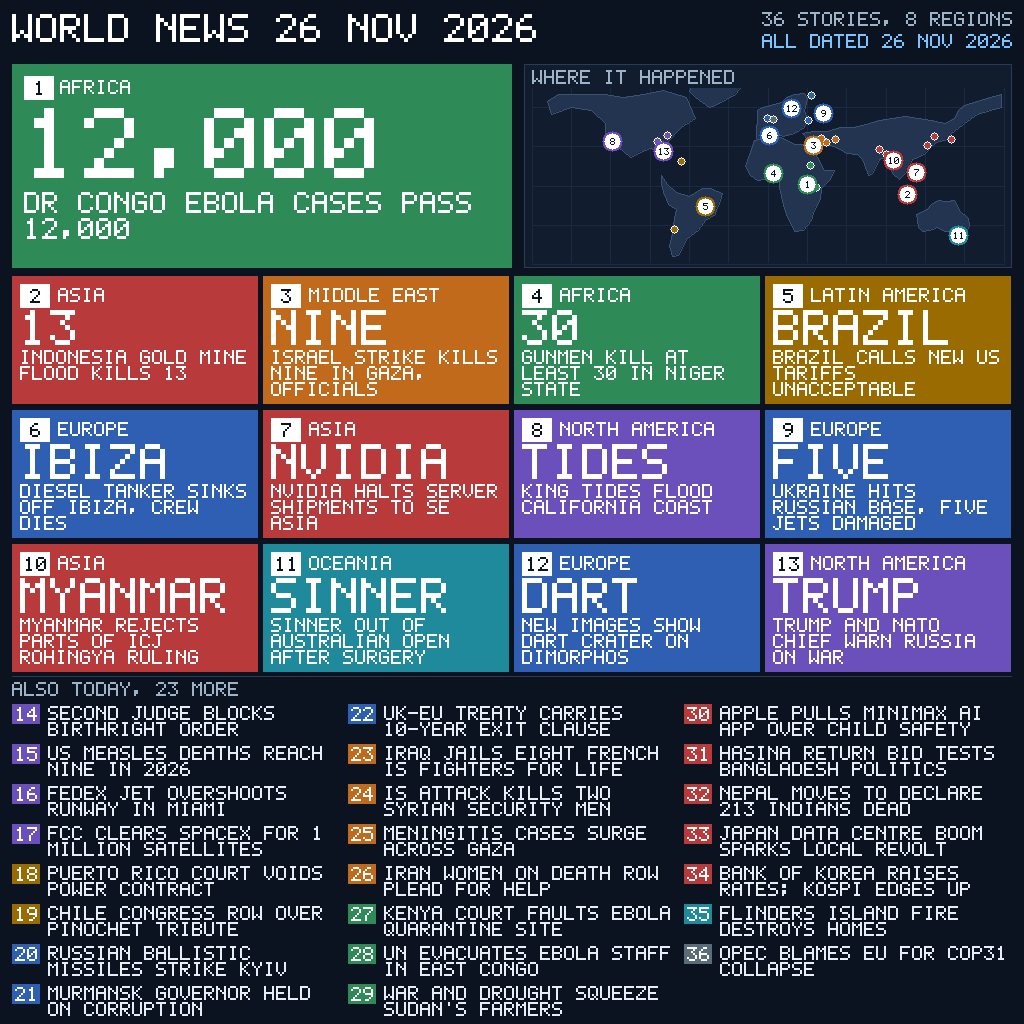 WORLD NEWS 26 NOV 2026
36 STORIES, 8 REGIONS
ALL DATED 26 NOV 2026
1 AFRICA
12,000
DR CONGO EBOLA CASES PASS
12,000
WHERE IT HAPPENED
12
9
8
6
3
13
10
4
1
7
2
5
11
2 ASIA
13
INDONESIA GOLD MINE
FLOOD KILLS 13
3 MIDDLE EAST
NINE
ISRAEL STRIKE KILLS
NINE IN GAZA,
OFFICIALS
4 AFRICA
30
GUNMEN KILL AT
LEAST 30 IN NIGER
STATE
5 LATIN AMERICA
BRAZIL
BRAZIL CALLS NEW US
TARIFFS
UNACCEPTABLE
6 EUROPE
IBIZA
DIESEL TANKER SINKS
OFF IBIZA, CREW
DIES
7 ASIA
NVIDIA
NVIDIA HALTS SERVER
SHIPMENTS TO SE
ASIA
8 NORTH AMERICA
TIDES
KING TIDES FLOOD
CALIFORNIA COAST
9 EUROPE
FIVE
UKRAINE HITS
RUSSIAN BASE, FIVE
JETS DAMAGED
10 ASIA
MYANMAR
MYANMAR REJECTS
PARTS OF ICJ
ROHINGYA RULING
11 OCEANIA
SINNER
SINNER OUT OF
AUSTRALIAN OPEN
AFTER SURGERY
12 EUROPE
DART
NEW IMAGES SHOW
DART CRATER ON
DIMORPHOS
13 NORTH AMERICA
TRUMP
TRUMP AND NATO
CHIEF WARN RUSSIA
ON WAR
ALSO TODAY, 23 MORE
14 SECOND JUDGE BLOCKS
BIRTHRIGHT ORDER
15 US MEASLES DEATHS REACH
NINE IN 2026
16 FEDEX JET OVERSHOOTS
RUNWAY IN MIAMI
17 FCC CLEARS SPACEX FOR 1
MILLION SATELLITES
18 PUERTO RICO COURT VOIDS
POWER CONTRACT
19 CHILE CONGRESS ROW OVER
PINOCHET TRIBUTE
20 RUSSIAN BALLISTIC
MISSILES STRIKE KYIV
21 MURMANSK GOVERNOR HELD
ON CORRUPTION
22 UK-EU TREATY CARRIES
10-YEAR EXIT CLAUSE
23 IRAQ JAILS EIGHT FRENCH
IS FIGHTERS FOR LIFE
24 IS ATTACK KILLS TWO
SYRIAN SECURITY MEN
25 MENINGITIS CASES SURGE
ACROSS GAZA
26 IRAN WOMEN ON DEATH ROW
PLEAD FOR HELP
27 KENYA COURT FAULTS EBOLA
QUARANTINE SITE
28 UN EVACUATES EBOLA STAFF
IN EAST CONGO
29 WAR AND DROUGHT SQUEEZE
SUDAN'S FARMERS
30 APPLE PULLS MINIMAX AI
APP OVER CHILD SAFETY
31 HASINA RETURN BID TESTS
BANGLADESH POLITICS
32 NEPAL MOVES TO DECLARE
213 INDIANS DEAD
33 JAPAN DATA CENTRE BOOM
SPARKS LOCAL REVOLT
34 BANK OF KOREA RAISES
RATES; KOSPI EDGES UP
35 FLINDERS ISLAND FIRE
DESTROYS HOMES
36 OPEC BLAMES EU FOR COP31
COLLAPSE